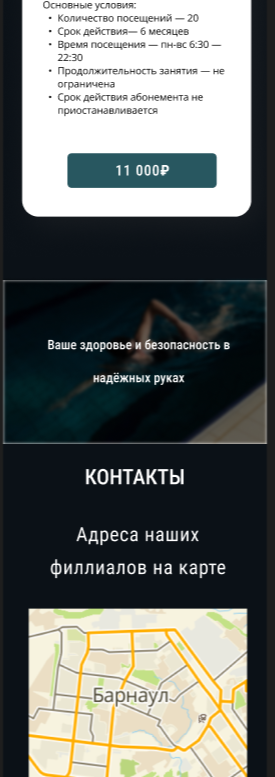 Основные условия:
• Количество посещений — 20
• Срок действия— 6 месяцев
• Время посещения — пн-вс 6:30 —
22:30
• Продолжительность занятия — не
ограничена
• Срок действия абонемента не
приостанавливается
11 000₽
Ваше здоровье и безопасность в
надёжных руках
КОНТАКТЫ
Адреса наших
филлиалов на карте
Барнаул